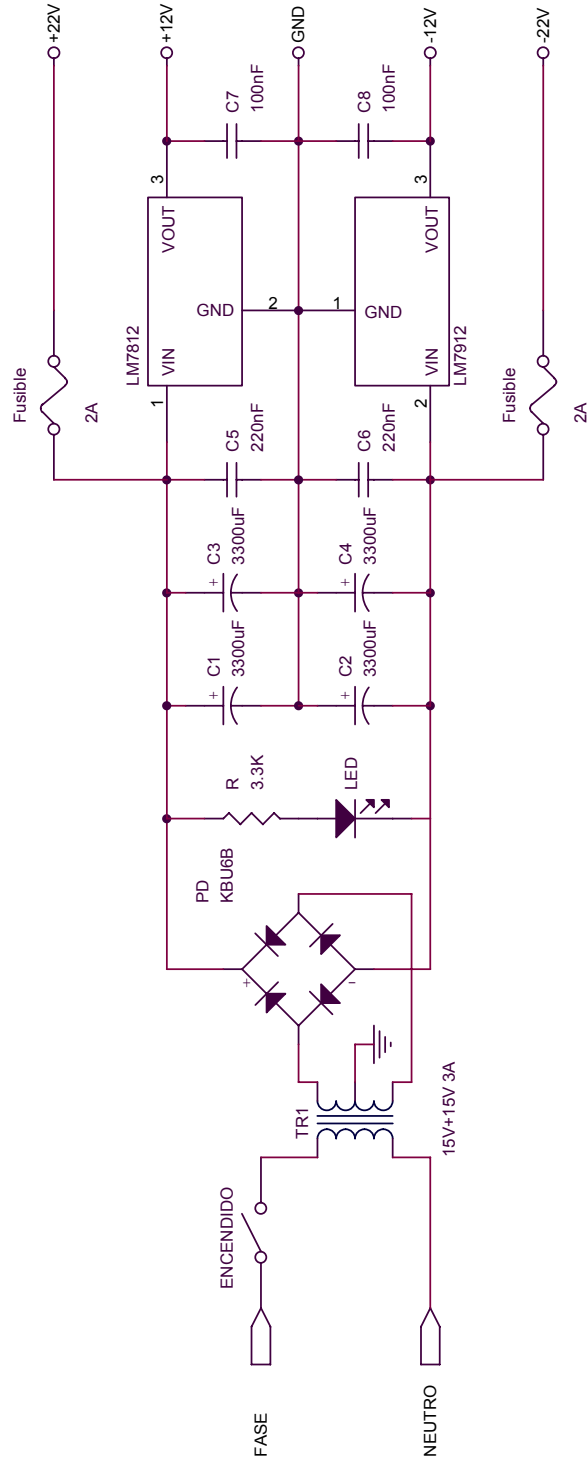 FASE
NEUTRO
ENCENDIDO
TR1
15V+15V 3A
PD
KBU6B
+
-
R
3.3K
LED
+
C1
3300uF
+
C2
3300uF
+
C3
3300uF
+
C4
3300uF
C5
220nF
C6
220nF
Fusible
2A
Fusible
2A
LM7812
VIN
GND
VOUT
1
2
3
LM7912
VIN
GND
VOUT
2
1
3
C7
100nF
C8
100nF
+22V
+12V
GND
-12V
-22V